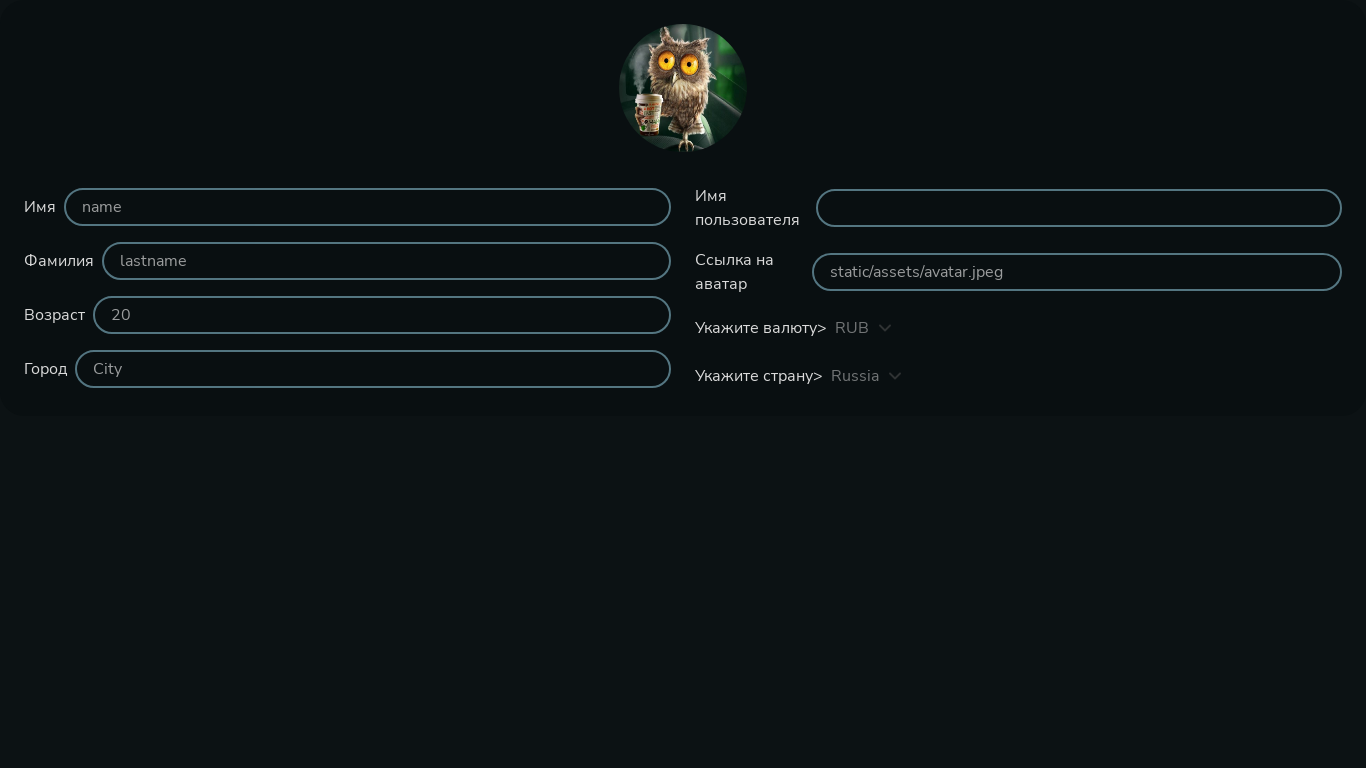 Имя
name
Фамилия
lastname
Возраст
20
Город
City
Имя
пользователя
Ссылка на
аватар
static/assets/avatar.jpeg
Укажите валюту>
RUB
Укажите страну>
Russia